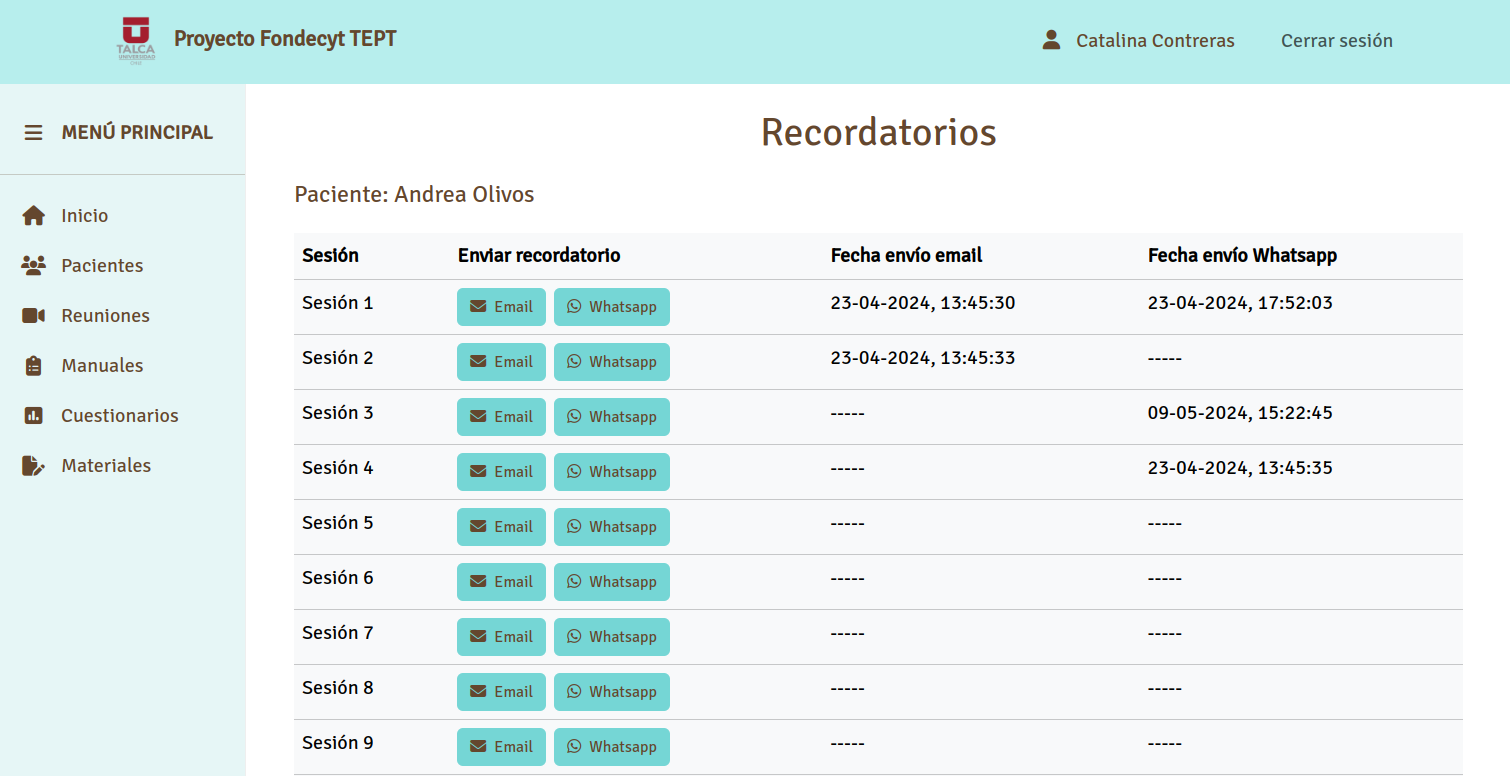 TALCA
UNIVERSIDAD
CHILE
Proyecto Fondecyt TEPT
Catalina Contreras
Cerrar sesión
MENÚ PRINCIPAL
Inicio
Pacientes
Reuniones
Manuales
Cuestionarios
Materiales
Recordatorios
Paciente: Andrea Olivos
Sesión Enviar recordatorio Fecha envío email Fecha envío Whatsapp
Sesión 1 Email Whatsapp 23-04-2024, 13:45:30 23-04-2024, 17:52:03
Sesión 2 Email Whatsapp 23-04-2024, 13:45:33 -----
Sesión 3 Email Whatsapp ----- 09-05-2024, 15:22:45
Sesión 4 Email Whatsapp ----- 23-04-2024, 13:45:35
Sesión 5 Email Whatsapp ----- -----
Sesión 6 Email Whatsapp ----- -----
Sesión 7 Email Whatsapp ----- -----
Sesión 8 Email Whatsapp ----- -----
Sesión 9 Email Whatsapp ----- -----